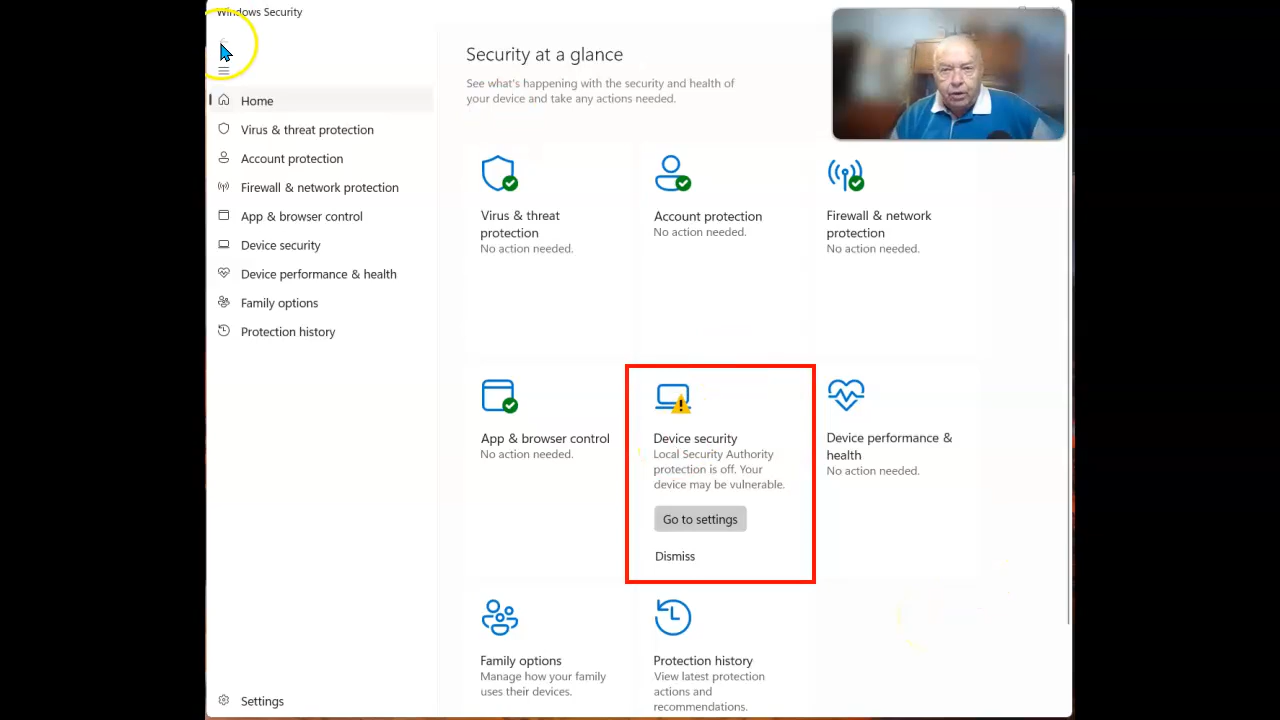 Windows Security
Home
Virus & threat protection
Account protection
Firewall & network protection
App & browser control
Device security
Device performance & health
Family options
Protection history
Settings
Security at a glance
See what's happening with the security and health of
your device and take any actions needed.
Virus & threat
protection
No action needed.
Account protection
No action needed.
Firewall & network
protection
No action needed.
App & browser control
No action needed.
Device security
Local Security Authority
protection is off. Your
device may be vulnerable.
Go to settings
Dismiss
Device performance &
health
No action needed.
Family options
Manage how your family
uses their devices.
Protection history
View latest protection
actions and
recommendations.